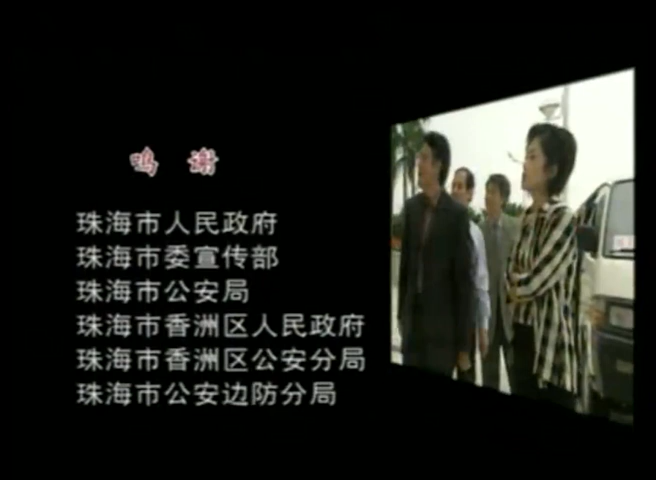 鸣 谢
珠海市人民政府
珠海市委宣传部
珠海市公安局
珠海市香洲区人民政府
珠海市香洲区公安分局
珠海市公安边防分局